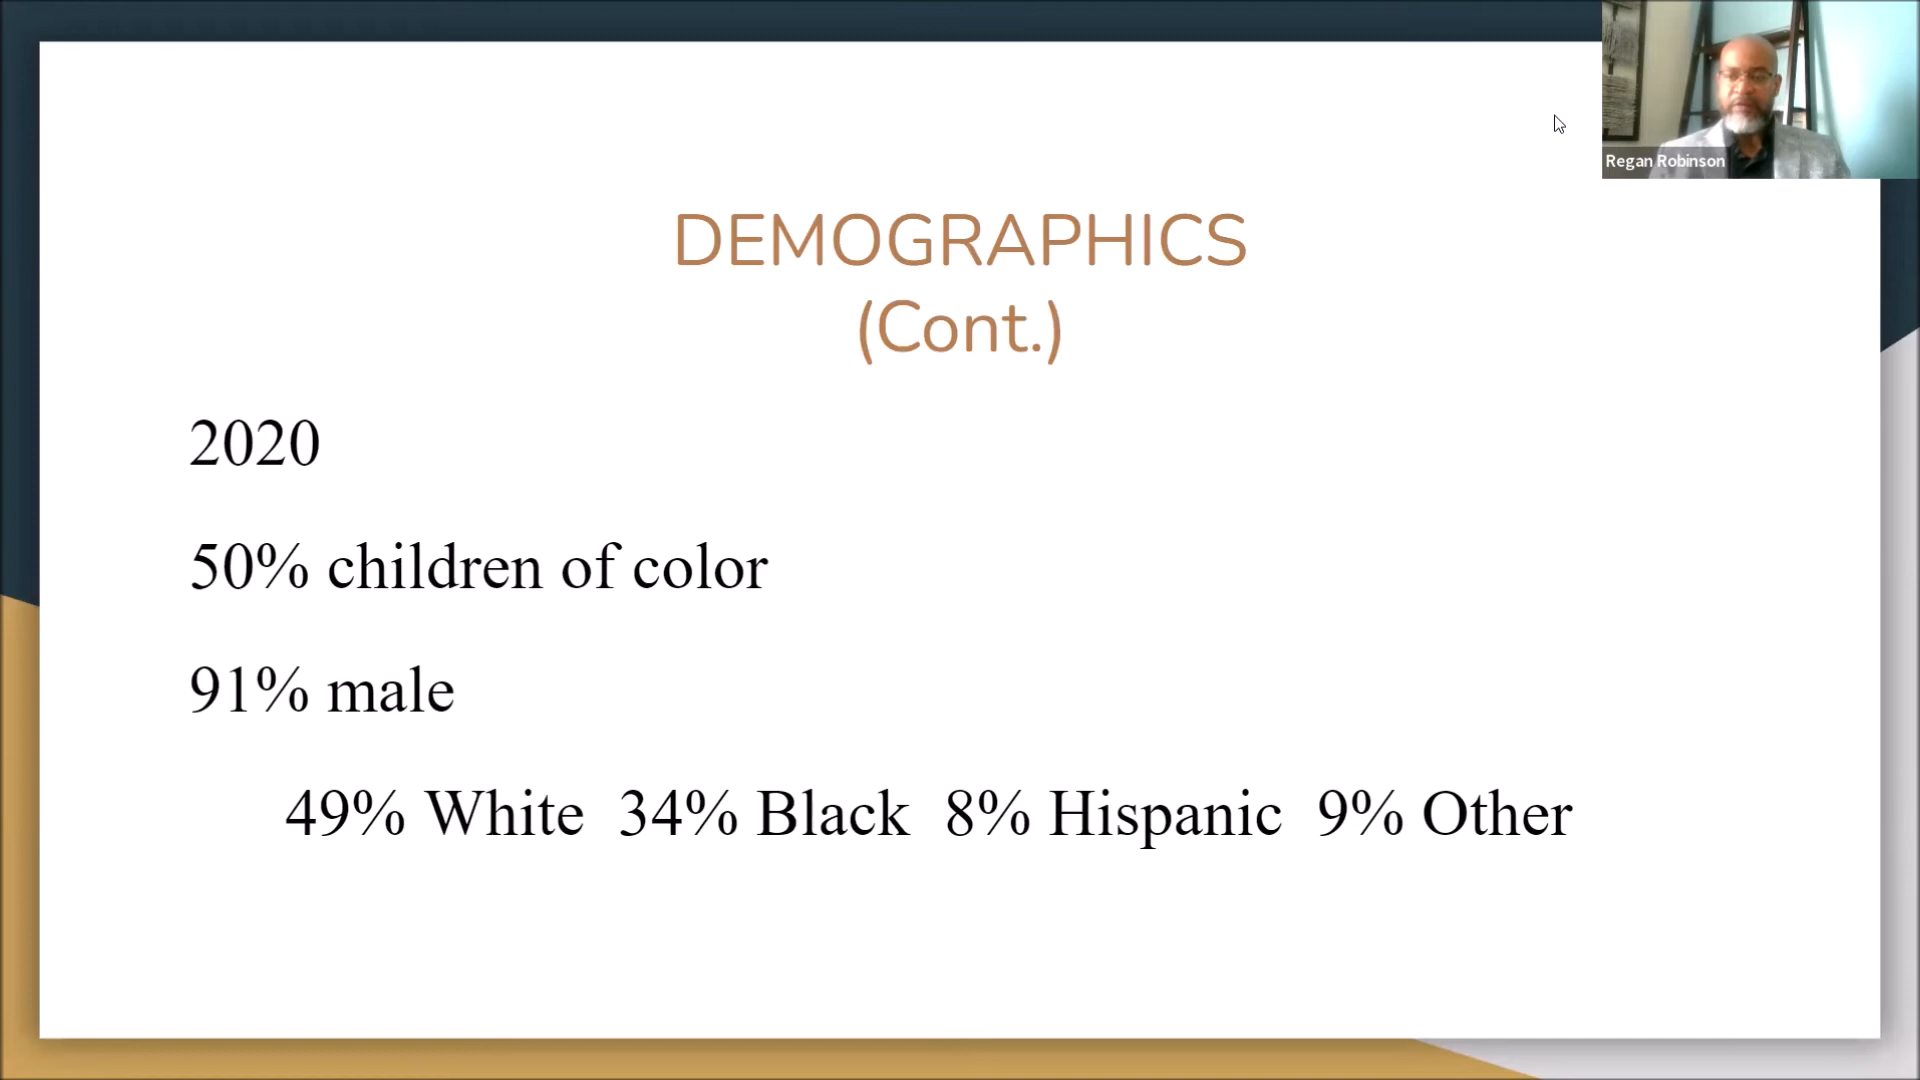 Regan Robinson
DEMOGRAPHICS
(Cont.)
2020
50% children of color
91% male
49% White 34% Black 8% Hispanic 9% Other